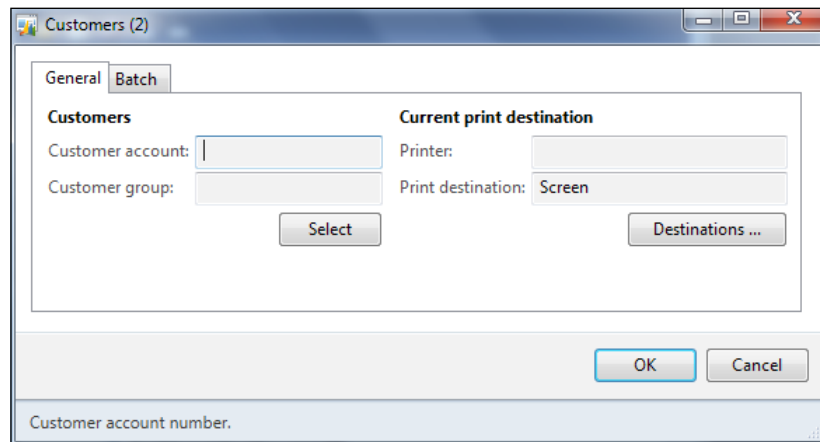 Customers (2)
General Batch
Customers Current print destination
Customer account: Printer:
Customer group: Print destination: Screen
Select Destinations ...
OK Cancel
Customer account number.